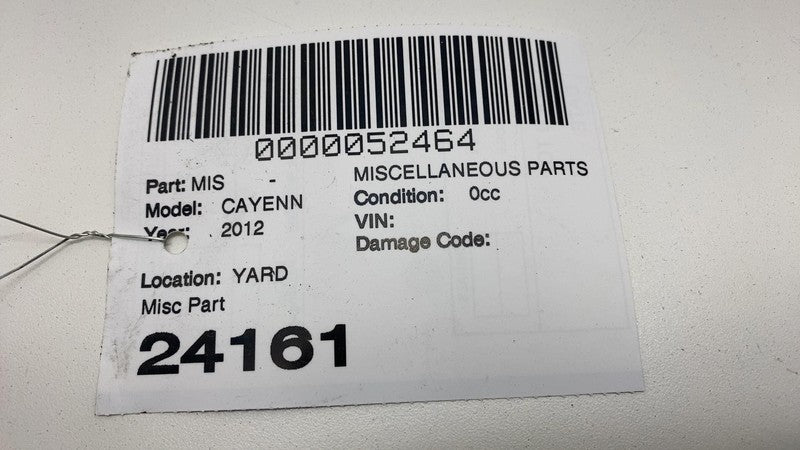 0000052464
Part: MIS - MISCELLANEOUS PARTS
Model: CAYENN Condition: 0cc
Year: 2012 VIN:
Damage Code:
Location: YARD
Misc Part
24161